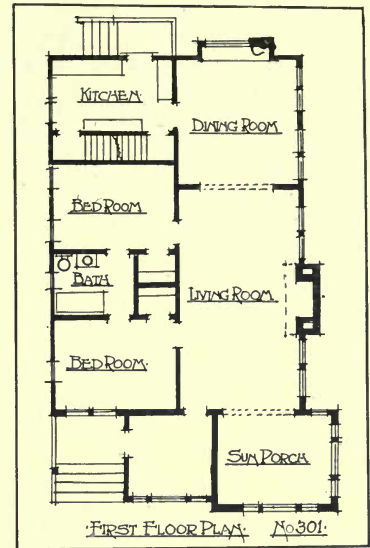 KITCHEN
DINING ROOM
BED ROOM
BATH
LIVING ROOM
BED ROOM
SUN PORCH
FIRST FLOOR PLAN. No 301.